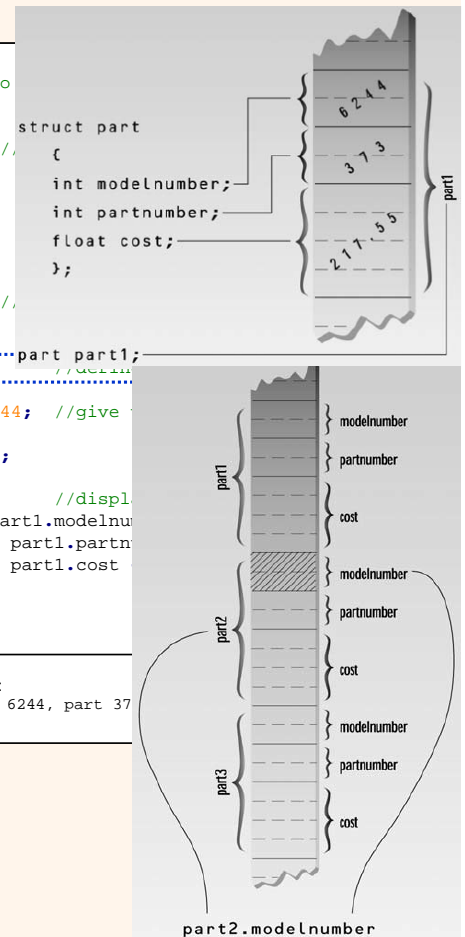 6244
struct part
{
373
int modelnumber;
int partnumber;
float cost;
217.55
};
part1
part part1;
44; //give
;
//displ
art1.modelnu
part1.partn
part1.cost
:
6244, part 37
part1
modelnumber
partnumber
cost
part2
modelnumber
partnumber
cost
part3
modelnumber
partnumber
cost
part2.modelnumber